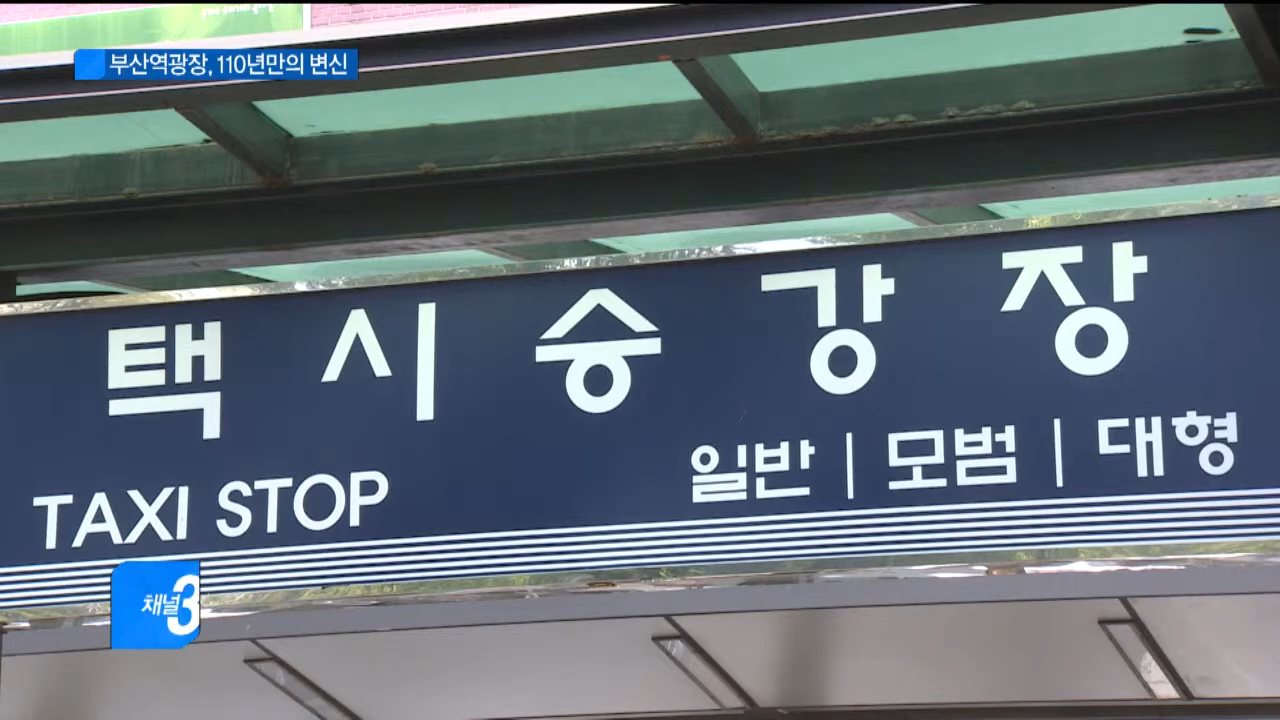 부산역광장, 110년만의 변신
택시승강장
TAXI STOP
일반 | 모범 | 대형
채널3